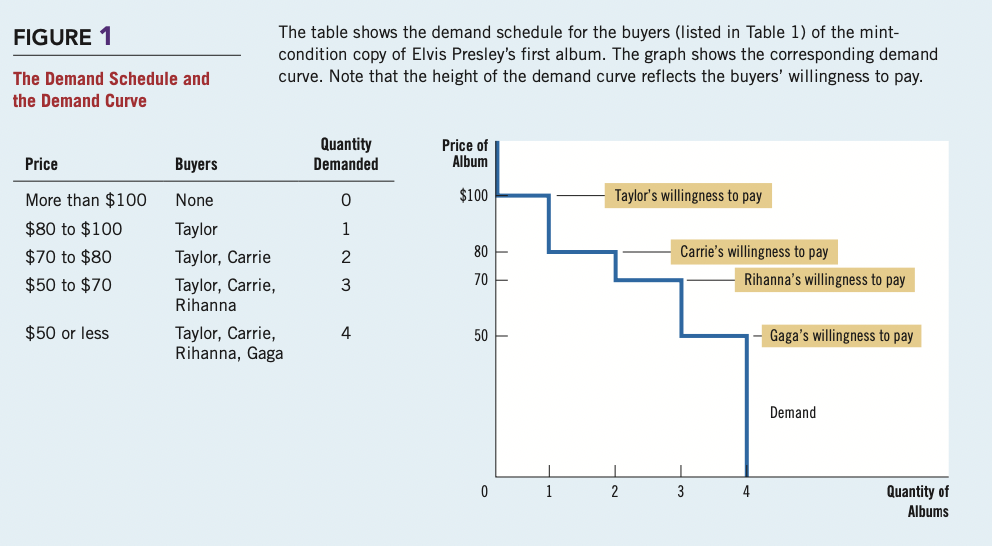 FIGURE 1
The Demand Schedule and
the Demand Curve
The table shows the demand schedule for the buyers (listed in Table 1) of the mint-
condition copy of Elvis Presley's first album. The graph shows the corresponding demand
curve. Note that the height of the demand curve reflects the buyers' willingness to pay.
Quantity
Price Buyers Demanded
More than $100 None 0
$80 to $100 Taylor 1
$70 to $80 Taylor, Carrie 2
$50 to $70 Taylor, Carrie, 3
Rihanna
$50 or less Taylor, Carrie, 4
Rihanna, Gaga
Price of
Album
$100 Taylor's willingness to pay
80 Carrie's willingness to pay
70 Rihanna's willingness to pay
50 Gaga's willingness to pay
Demand
0 1 2 3 4 Quantity of
Albums